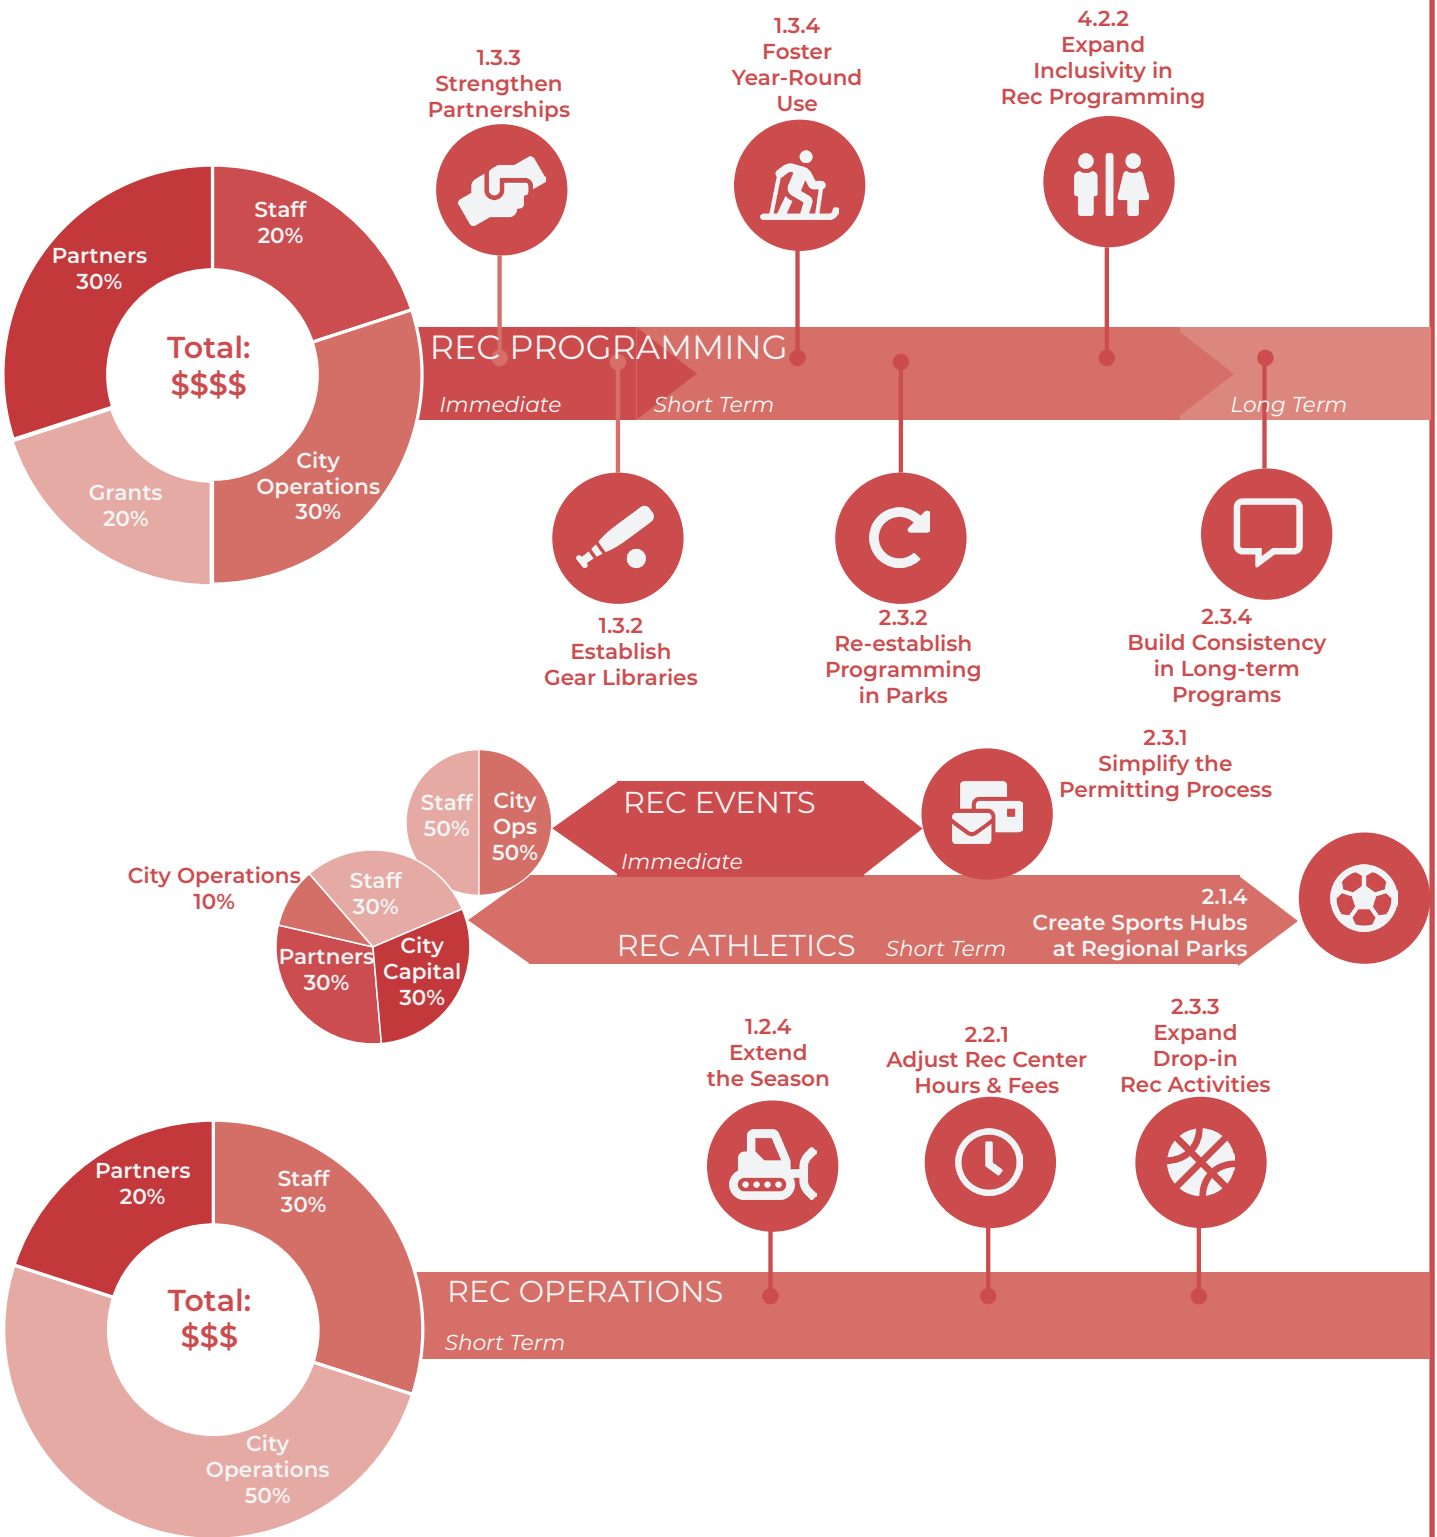 1.3.3
Strengthen
Partnerships
1.3.4
Foster
Year-Round
Use
4.2.2
Expand
Inclusivity in
Rec Programming
Staff
20%
Partners
30%
Total:
$$$$
City
Operations
30%
Grants
20%
REC PROGRAMMING
Immediate
Short Term
Long Term
1.3.2
Establish
Gear Libraries
2.3.2
Re-establish
Programming
in Parks
2.3.4
Build Consistency
in Long-term
Programs
Staff
50%
City
Ops
50%
REC EVENTS
Immediate
2.3.1
Simplify the
Permitting Process
City Operations
10%
Staff
30%
Partners
30%
City
Capital
30%
REC ATHLETICS
Short Term
2.1.4
Create Sports Hubs
at Regional Parks
1.2.4
Extend
the Season
2.2.1
Adjust Rec Center
Hours & Fees
2.3.3
Expand
Drop-in
Rec Activities
Partners
20%
Staff
30%
Total:
$$$
City
Operations
50%
REC OPERATIONS
Short Term